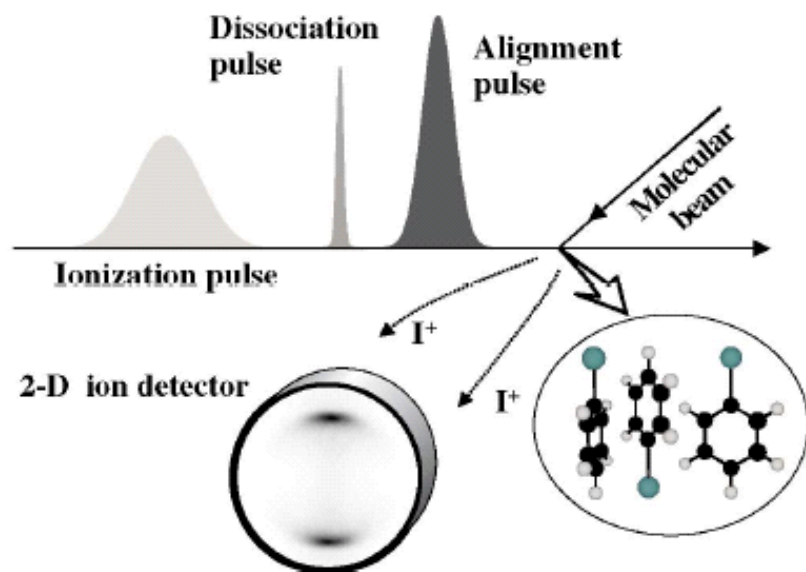 Dissociation
pulse
Alignment
pulse
Molecular
beam
Ionization pulse
I⁺
2-D ion detector
I⁺